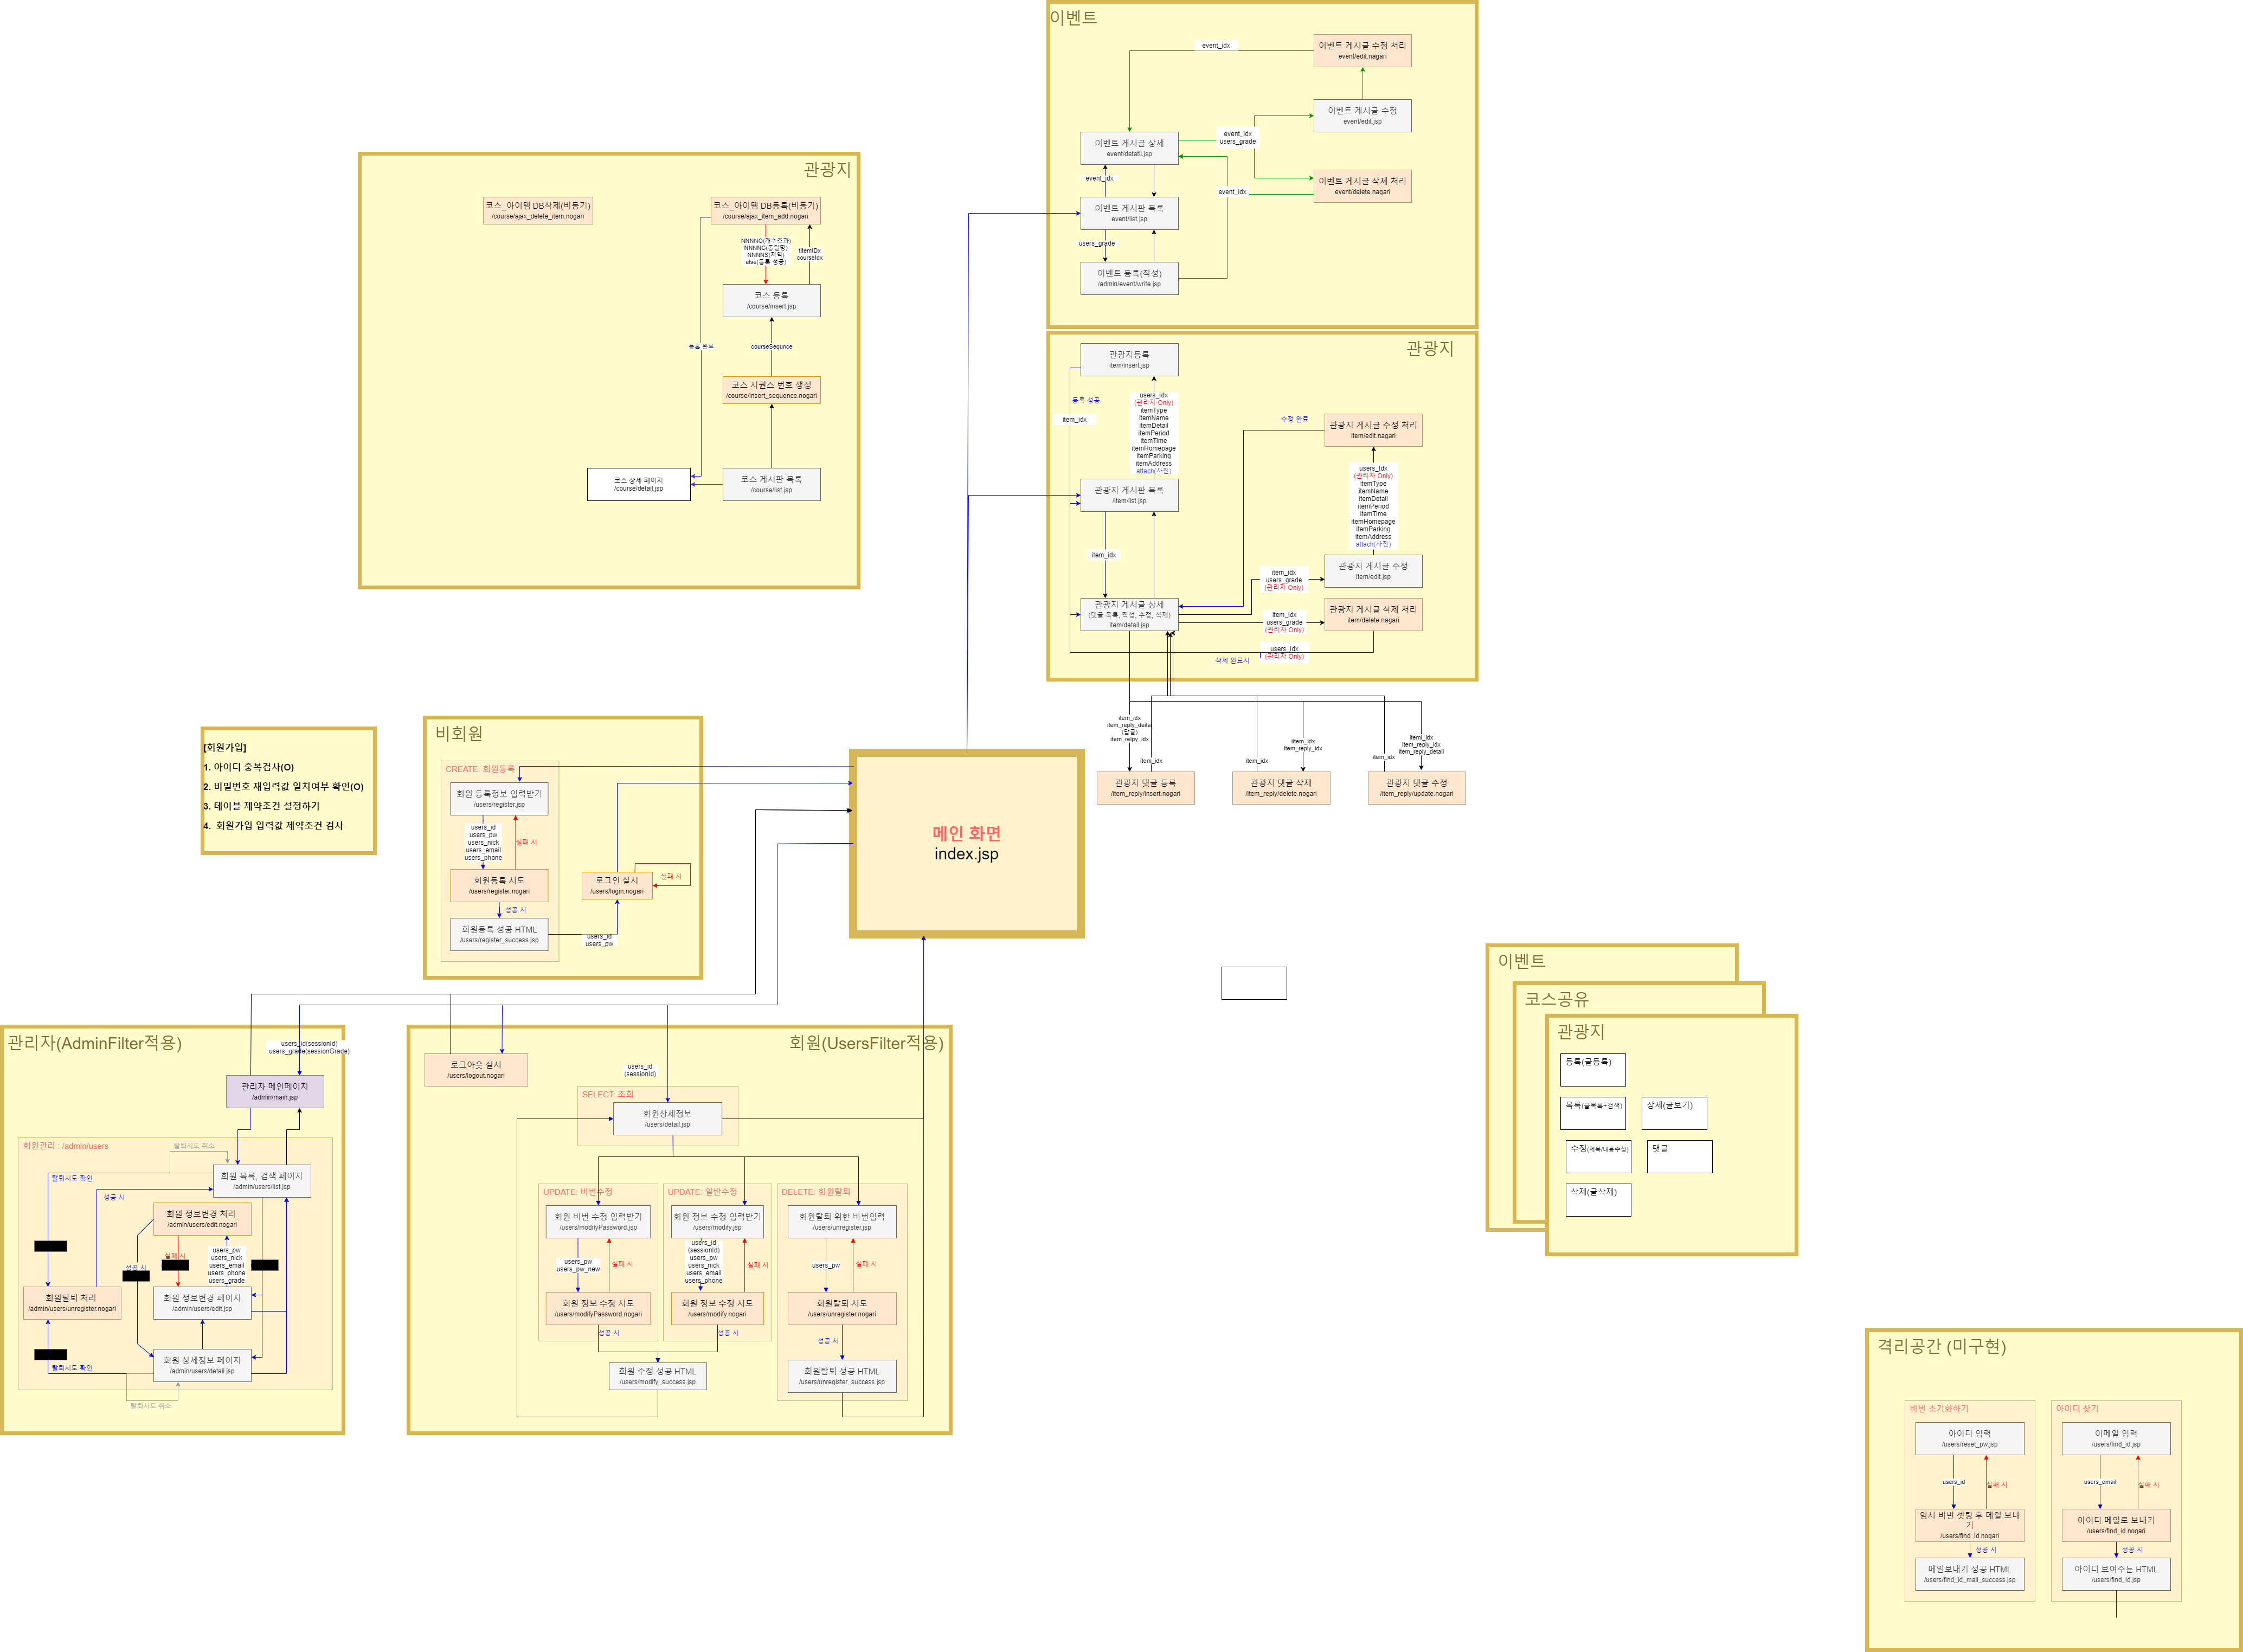 이벤트
event_idx
이벤트 게시글 수정 처리
event/edit.nagari
이벤트 게시글 수정
event/edit.jsp
이벤트 게시글 상세
event/detatil.jsp
event_idx
users_grade
이벤트 게시글 삭제 처리
event/delete.nagari
event_idx
event_idx
이벤트 게시판 목록
event/list.jsp
users_grade
이벤트 등록(작성)
/admin/event/write.jsp
관광지
코스_아이템 DB삭제(비동기)
/course/ajax_delete_item.nogari
코스_아이템 DB등록(비동기)
/course/ajax_item_add.nogari
NNNNO(개수초과)
NNNNC(동일명)
NNNNS(지역)
else(등록 성공)
titemIDx
courseIdx
코스 등록
/course/insert.jsp
등록 완료
courseSequnce
코스 시퀀스 번호 생성
/course/insert_sequence.nogari
코스 상세 페이지
/course/detail.jsp
코스 게시판 목록
/course/list.jsp
관광지
관광지등록
item/insert.jsp
등록 성공
item_idx
users_Idx
(관리자 Only)
itemType
itemName
itemDetail
itemPeriod
itemTime
itemHomepage
itemParking
itemAddress
attach(사진)
수정 완료
관광지 게시글 수정 처리
item/edit.nagari
users_Idx
(관리자 Only)
itemType
itemName
itemDetail
itemPeriod
itemTime
itemHomepage
itemParking
itemAddress
attach(사진)
관광지 게시판 목록
/item/list.jsp
item_idx
관광지 게시글 수정
item/edit.jsp
item_idx
users_grade
(관리자 Only)
관광지 게시글 상세
(댓글 목록, 작성, 수정, 삭제)
item/detail.jsp
item_idx
users_grade
(관리자 Only)
관광지 게시글 삭제 처리
item/delete.nagari
users_Idx
(관리자 Only)
삭제 완료시
item_idx
item_reply_deital
(답글)
item_relpy_idx
item_idx
item_idx
iitem_idx
item_reply_idx
item_idx
itemi_idx
item_reply_idx
item_reply_detail
관광지 댓글 등록
/item_reply/insert.nogari
관광지 댓글 삭제
/item_reply/delete.nogari
관광지 댓글 수정
/item_reply/update.nogari
[회원가입]
1. 아이디 중복검사(O)
2. 비밀번호 재입력값 일치여부 확인(O)
3. 테이블 제약조건 설정하기
4. 회원가입 입력값 제약조건 검사
비회원
CREATE: 회원등록
회원 등록정보 입력받기
/users/register.jsp
users_id
users_pw
users_nick
users_email
users_phone
실패 시
회원등록 시도
/users/register.nogari
성공 시
회원등록 성공 HTML
/users/register_success.jsp
로그인 실시
/users/login.nogari
실패 시
users_id
users_pw
메인 화면
index.jsp
관리자(AdminFilter적용)
users_id(sessionId)
users_grade(sessionGrade)
관리자 메인페이지
/admin/main.jsp
회원관리 : /admin/users
탈퇴시도 취소
회원 목록, 검색 페이지
/admin/users/list.jsp
탈퇴시도 확인
성공 시
회원 정보변경 처리
/admin/users/edit.nogari
실패 시
성공 시
users_pw
users_nick
users_email
users_phone
users_grade
회원탈퇴 처리
/admin/users/unregister.nogari
회원 정보변경 페이지
/admin/users/edit.jsp
회원 상세정보 페이지
/admin/users/detail.jsp
탈퇴시도 확인
탈퇴시도 취소
회원(UsersFilter적용)
로그아웃 실시
/users/logout.nogari
users_id
(sessionId)
SELECT: 조회
회원상세정보
/users/detail.jsp
UPDATE: 비번수정
회원 비번 수정 입력받기
/users/modifyPassword.jsp
users_pw
users_pw_new
실패 시
회원 정보 수정 시도
/users/modifyPassword.nogari
성공 시
UPDATE: 일반수정
회원 정보 수정 입력받기
/users/modify.jsp
users_id
(sessionId)
users_pw
users_nick
users_email
users_phone
실패 시
회원 정보 수정 시도
/users/modify.nogari
성공 시
회원 수정 성공 HTML
/users/modify_success.jsp
DELETE: 회원탈퇴
회원탈퇴 위한 비번입력
/users/unregister.jsp
users_pw
실패 시
회원탈퇴 시도
/users/unregister.nogari
성공 시
회원탈퇴 성공 HTML
/users/unregister_success.jsp
이벤트
코스공유
관광지
등록(글등록)
목록(글목록+검색)
상세(글보기)
수정(제목/내용수정)
댓글
삭제(글삭제)
격리공간 (미구현)
비번 초기화하기
아이디 입력
/users/reset_pw.jsp
users_id
실패 시
임시 비번 셋팅 후 메일 보내
기
/users/find_id.nogari
성공 시
메일보내기 성공 HTML
/users/find_id_mail_success.jsp
아이디 찾기
이메일 입력
/users/find_id.jsp
users_email
실패 시
아이디 메일로 보내기
/users/find_id.nogari
성공 시
아이디 보여주는 HTML
/users/find_id.jsp